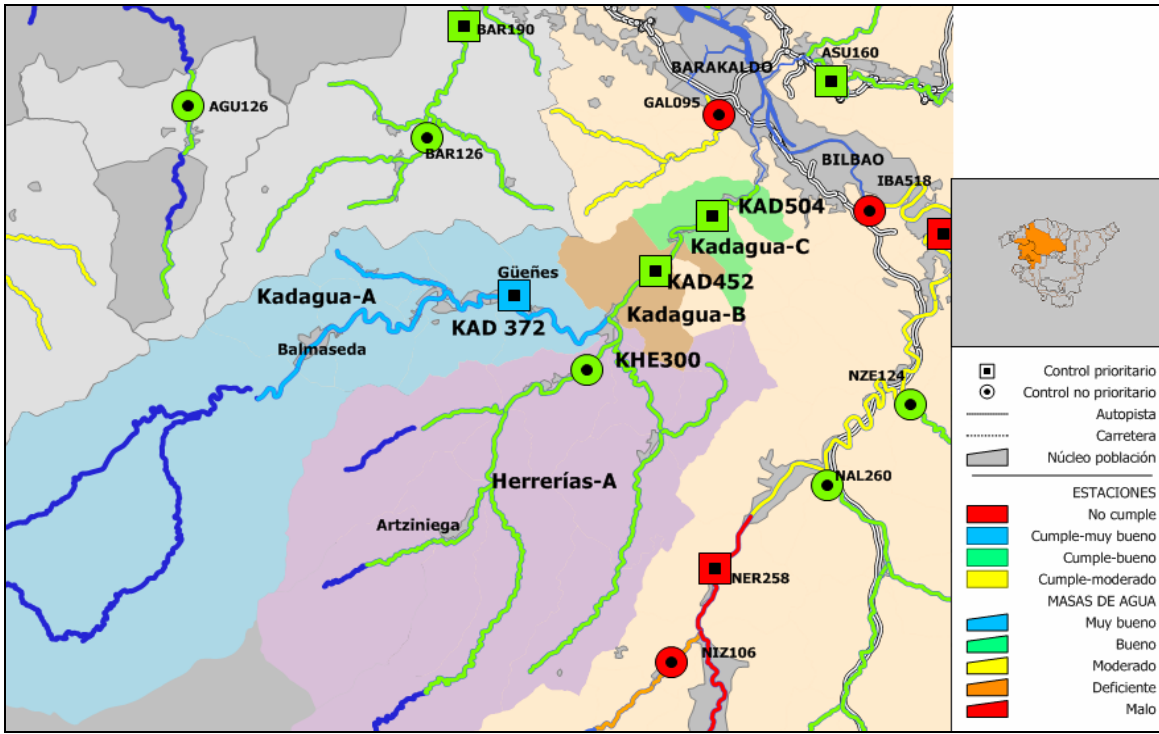 BAR190
ASU160
BARAKALDO
GAL095
AGU126
BAR126
BILBAO
IBA518
KAD504
Kadagua-C
Güeñes
KAD452
Kadagua-A
KAD 372
Kadagua-B
Balmaseda
KHE300
NZE124
Herrerías-A
NAL260
Artziniega
NER258
NIZ106
Control prioritario
Control no prioritario
Autopista
Carretera
Núcleo población
ESTACIONES
No cumple
Cumple-muy bueno
Cumple-bueno
Cumple-moderado
MASAS DE AGUA
Muy bueno
Bueno
Moderado
Deficiente
Malo